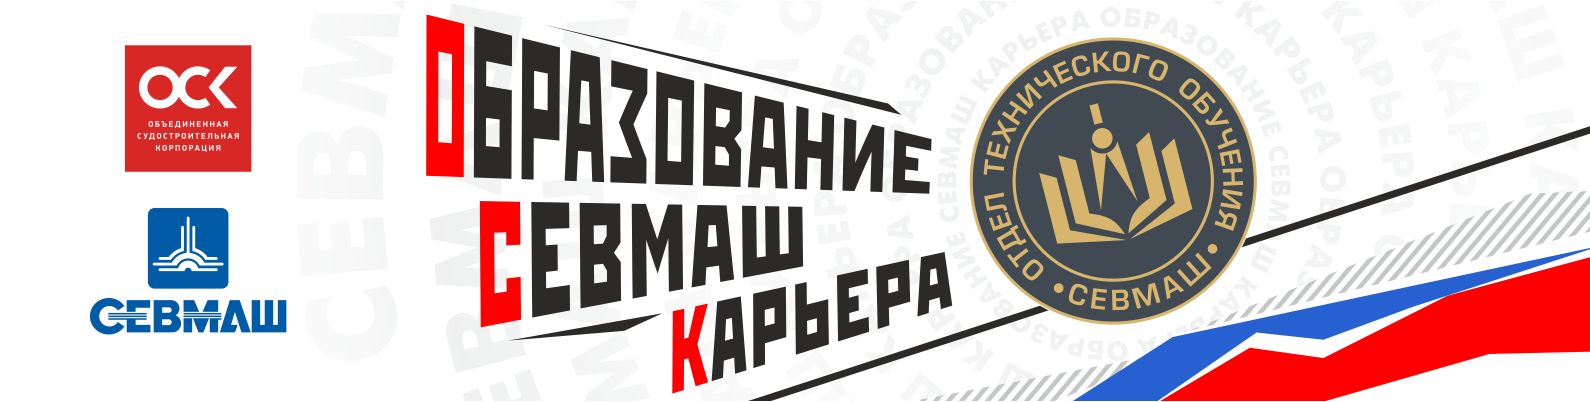 ОСК
ОБЪЕДИНЕННАЯ
СУДОСТРОИТЕЛЬНАЯ
КОРПОРАЦИЯ
СЕВМАШ
ОБРАЗОВАНИЕ
СЕВМАШ
КАРЬЕРА
ОТДЕЛ ТЕХНИЧЕСКОГО ОБУЧЕНИЯ
• СЕВМАШ •